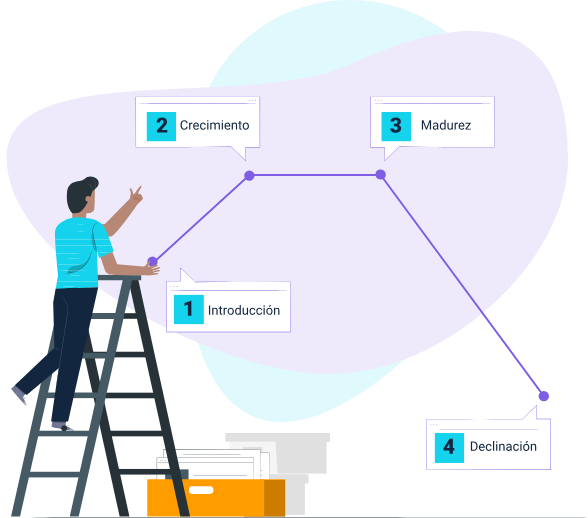 2 Crecimiento
3 Madurez
1 Introducción
4 Declinación